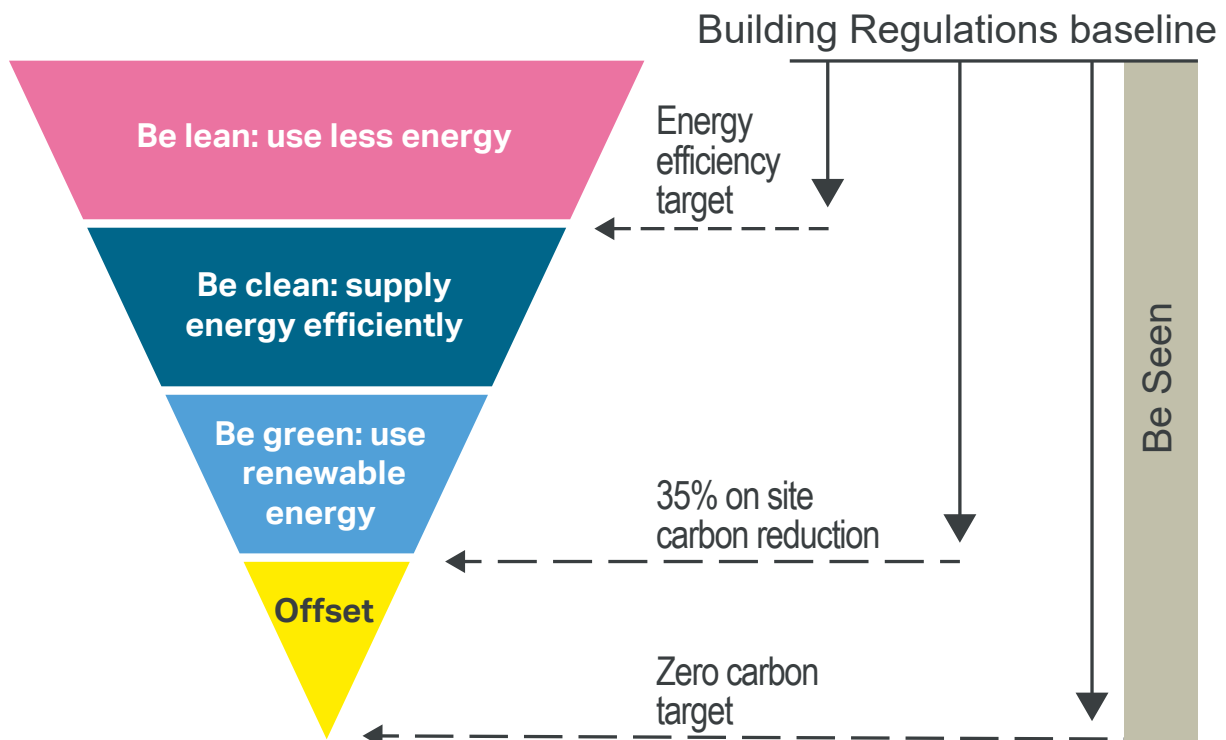 Building Regulations baseline
Be lean: use less energy
Energy
efficiency
target
Be clean: supply
energy efficiently
Be green: use
renewable
energy
35% on site
carbon reduction
Offset
Zero carbon
target
Be Seen